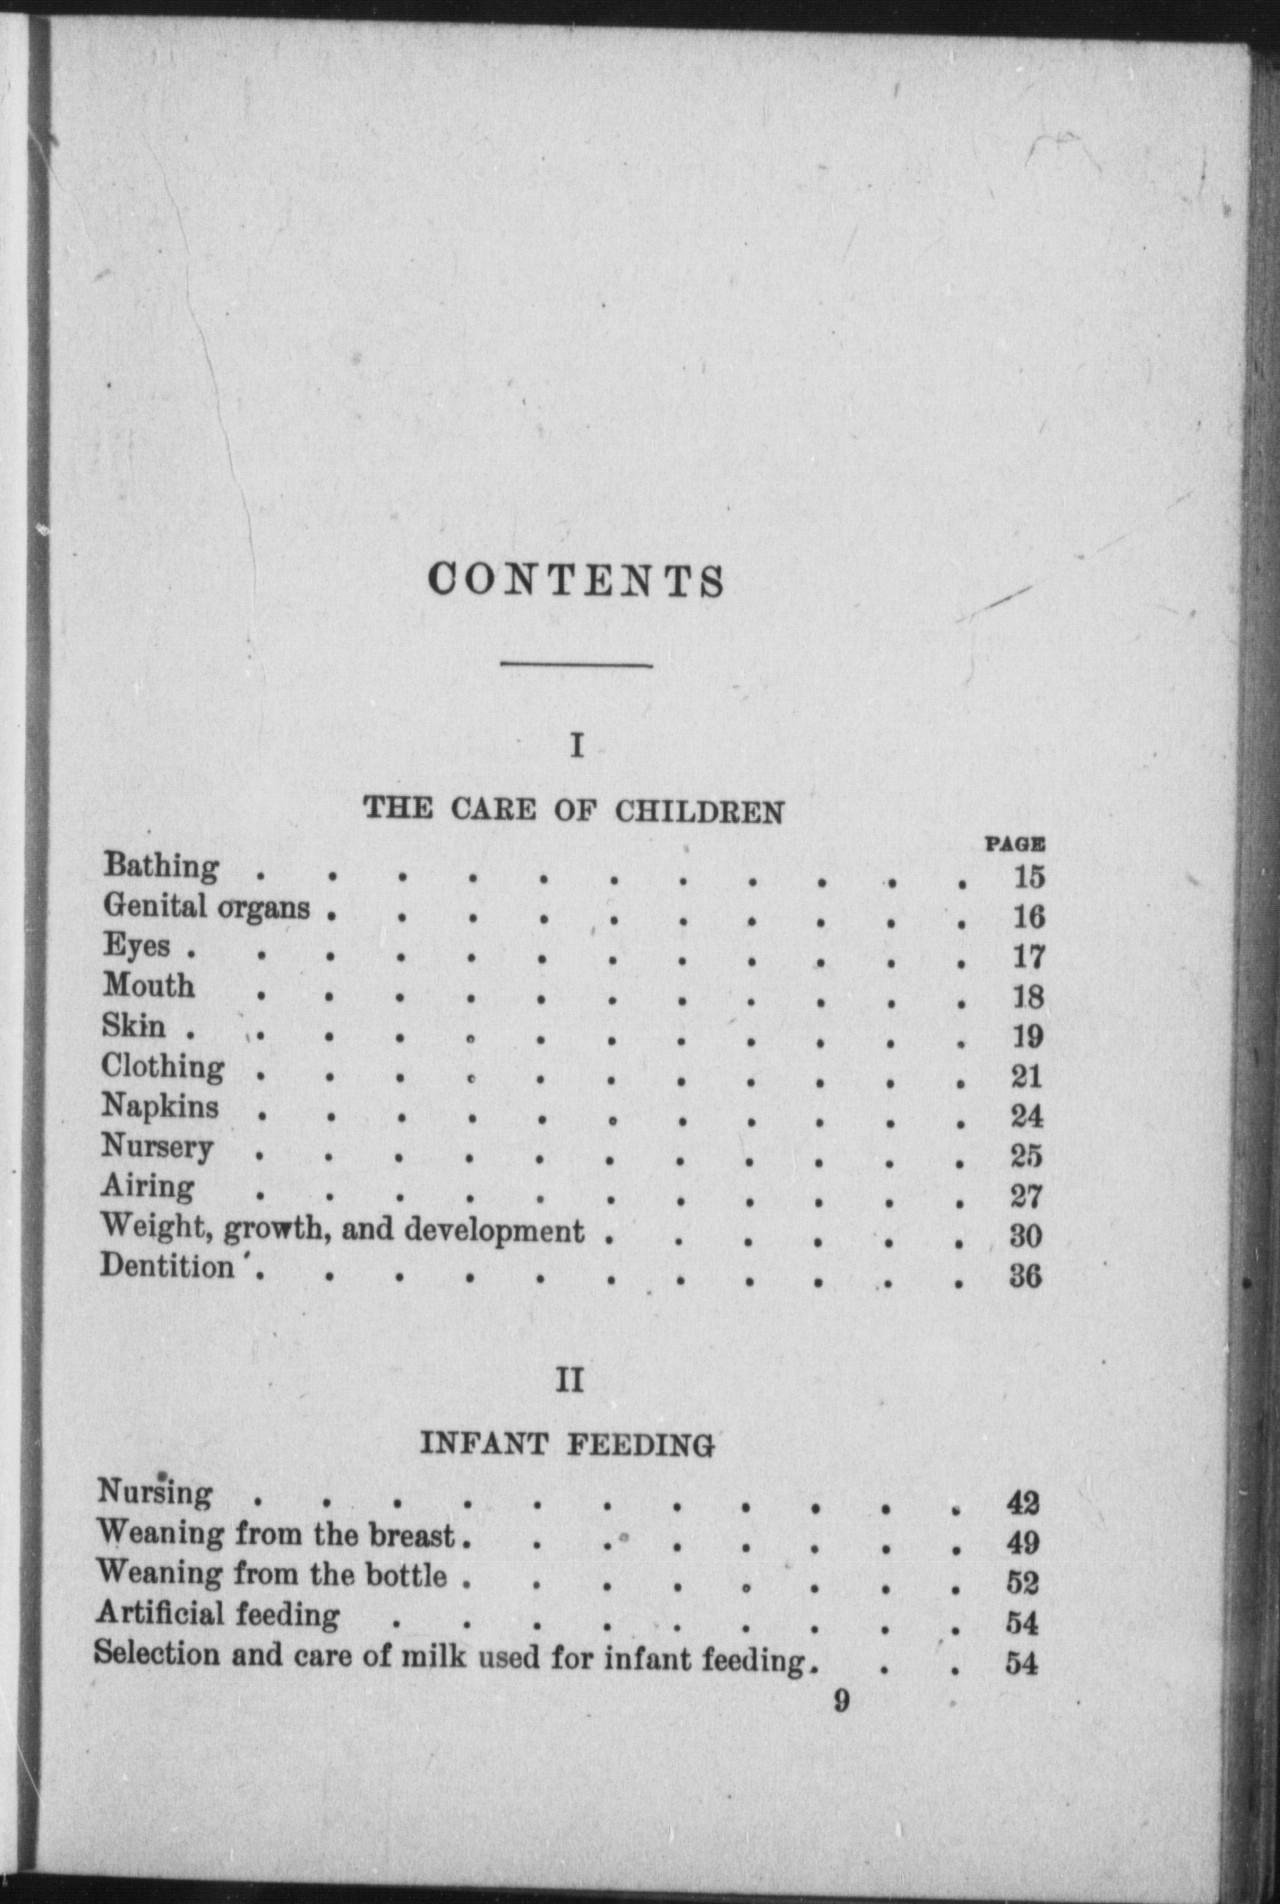 CONTENTS
I
THE CARE OF CHILDREN
PAGE
Bathing . . . . . . . . . . . 15
Genital organs . . . . . . . . . . 16
Eyes . . . . . . . . . . . . 17
Mouth . . . . . . . . . . . 18
Skin . . . . . . . . . . . . 19
Clothing . . . . . . . . . . . 21
Napkins . . . . . . . . . . . 24
Nursery . . . . . . . . . . . 25
Airing . . . . . . . . . . . 27
Weight, growth, and development . . . . . . 30
Dentition . . . . . . . . . . . 36
II
INFANT FEEDING
Nursing . . . . . . . . . . . 42
Weaning from the breast . . . . . . . . 49
Weaning from the bottle . . . . . . . . 52
Artificial feeding . . . . . . . . . 54
Selection and care of milk used for infant feeding . . . 54
9